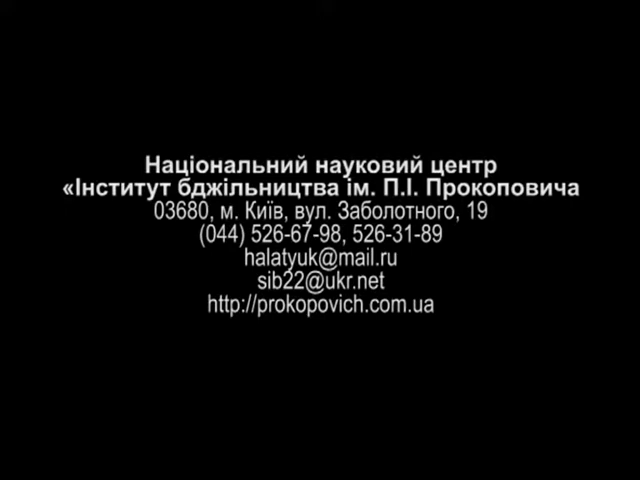 Національний науковий центр
«Інститут бджільництва ім. П.І. Прокоповича
03680, м. Київ, вул. Заболотного, 19
(044) 526-67-98, 526-31-89
halatyuk@mail.ru
sib22@ukr.net
http://prokopovich.com.ua